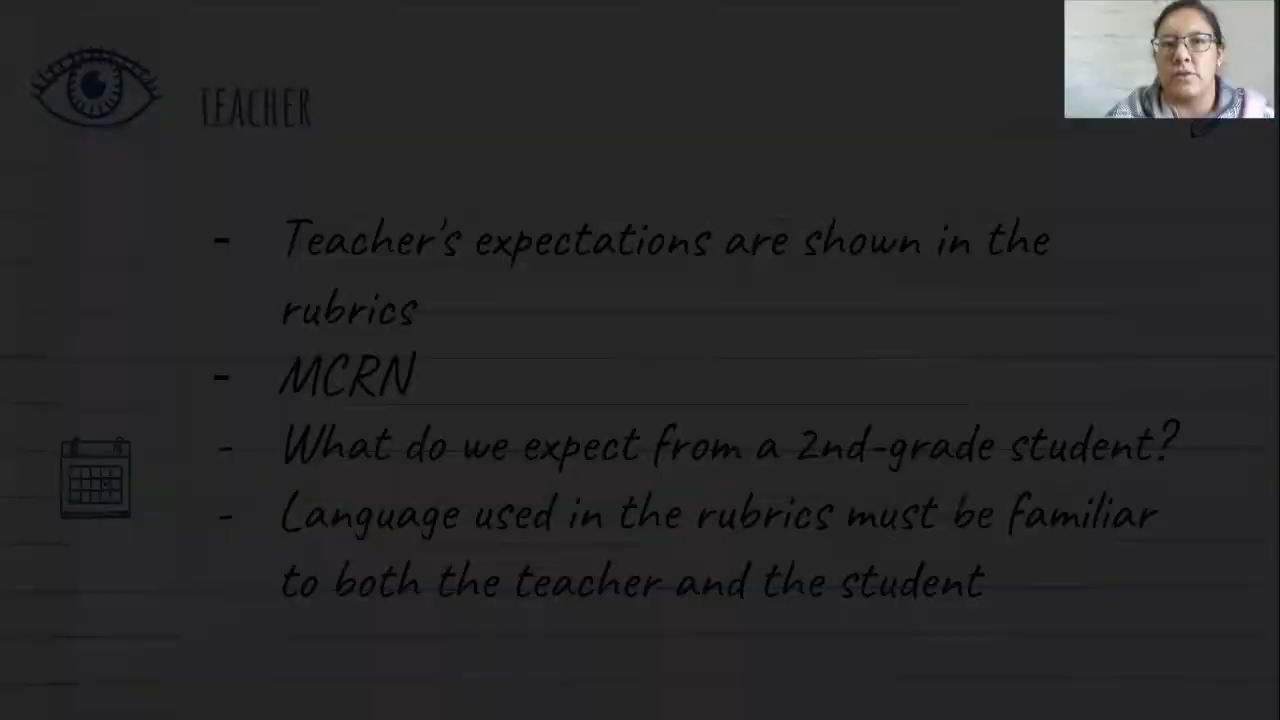 TEACHER
- Teacher's expectations are shown in the
rubrics
- MCRN
- What do we expect from a 2nd-grade student?
- Language used in the rubrics must be familiar
to both the teacher and the student